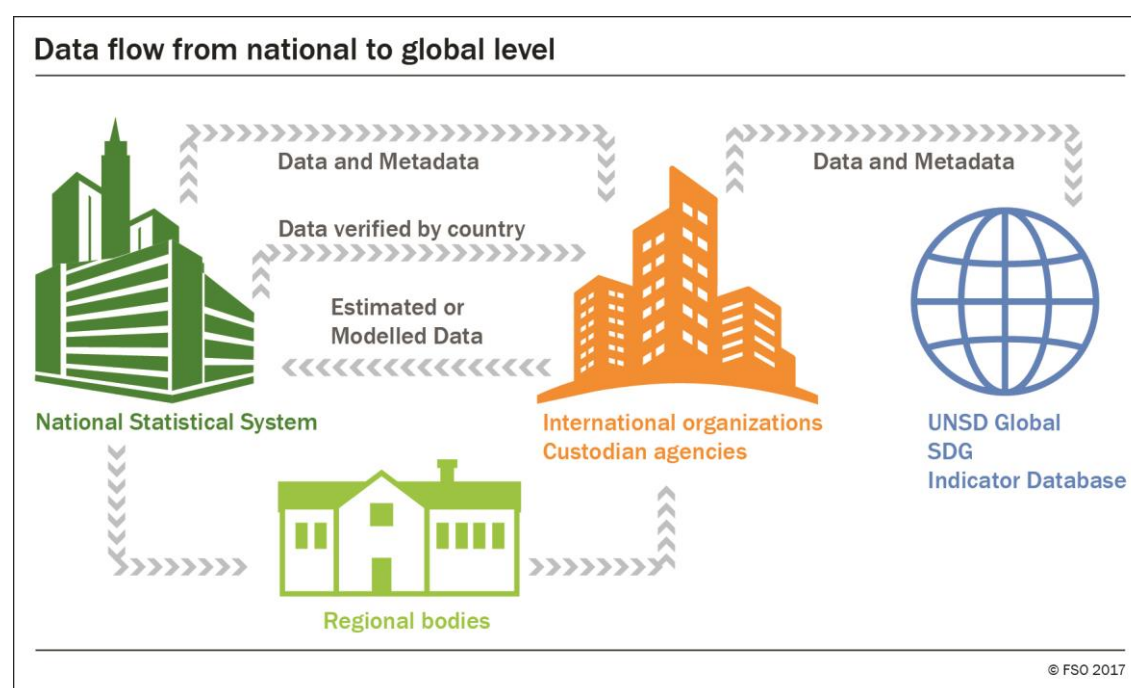 Data flow from national to global level
Data and Metadata
Data and Metadata
Data verified by country
Estimated or
Modelled Data
National Statistical System
International organizations
Custodian agencies
UNSD Global
SDG
Indicator Database
Regional bodies
© FSO 2017